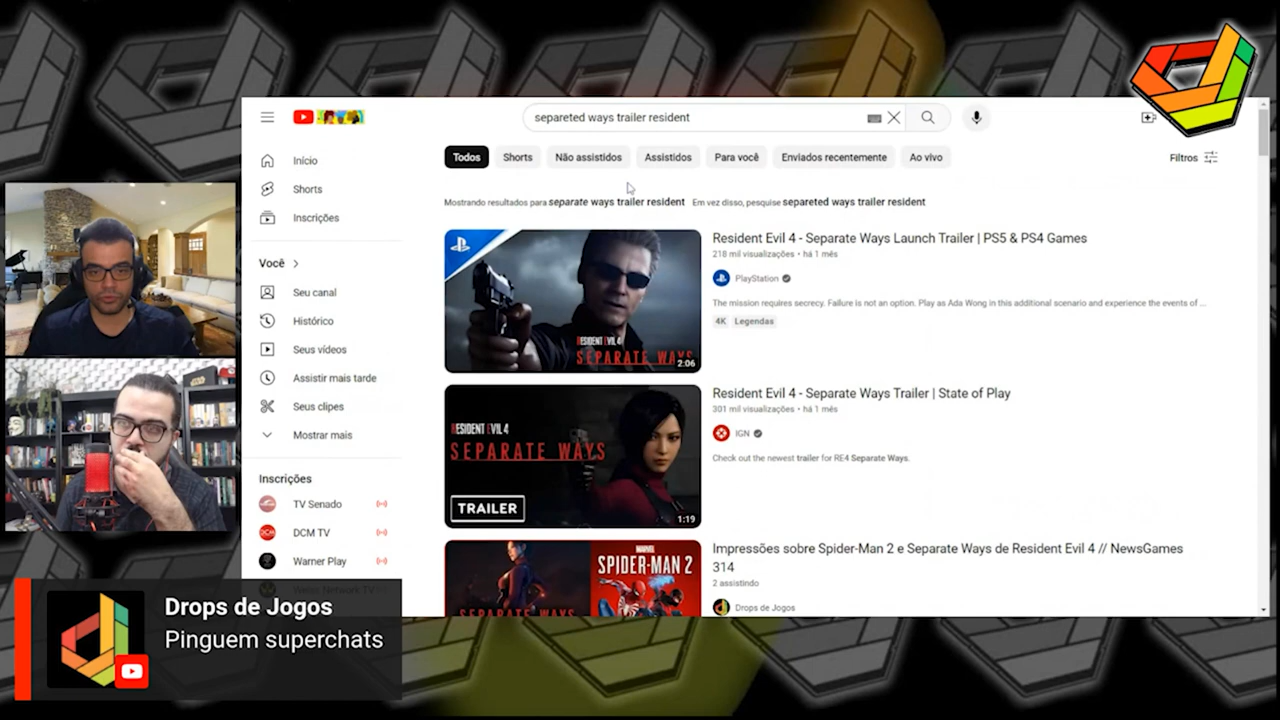 separeted ways trailer resident
Todos
Shorts
Não assistidos
Assistidos
Para você
Enviados recentemente
Ao vivo
Filtros
Início
Shorts
Inscrições
Mostrando resultados para separate ways trailer resident Em vez disso, pesquise separeted ways trailer resident
Resident Evil 4 - Separate Ways Launch Trailer | PS5 & PS4 Games
218 mil visualizações • há 1 mês
PlayStation
The mission requires secrecy. Failure is not an option. Play as Ada Wong in this additional scenario and experience the events of ...
4K Legendas
RESIDENT EVIL 4
SEPARATE WAYS
2:06
Você
Seu canal
Histórico
Seus vídeos
Assistir mais tarde
Seus clipes
Mostrar mais
Resident Evil 4 - Separate Ways Trailer | State of Play
301 mil visualizações • há 1 mês
IGN
Check out the newest trailer for RE4 Separate Ways.
RESIDENT EVIL 4
SEPARATE WAYS
TRAILER
1:19
Inscrições
TV Senado
DCM TV
Warner Play
Impressões sobre Spider-Man 2 e Separate Ways de Resident Evil 4 // NewsGames
314
2 assistindo
Drops de Jogos
MARVEL
SPIDER-MAN 2
SEPARATE WAYS
Drops de Jogos
Pinguem superchats